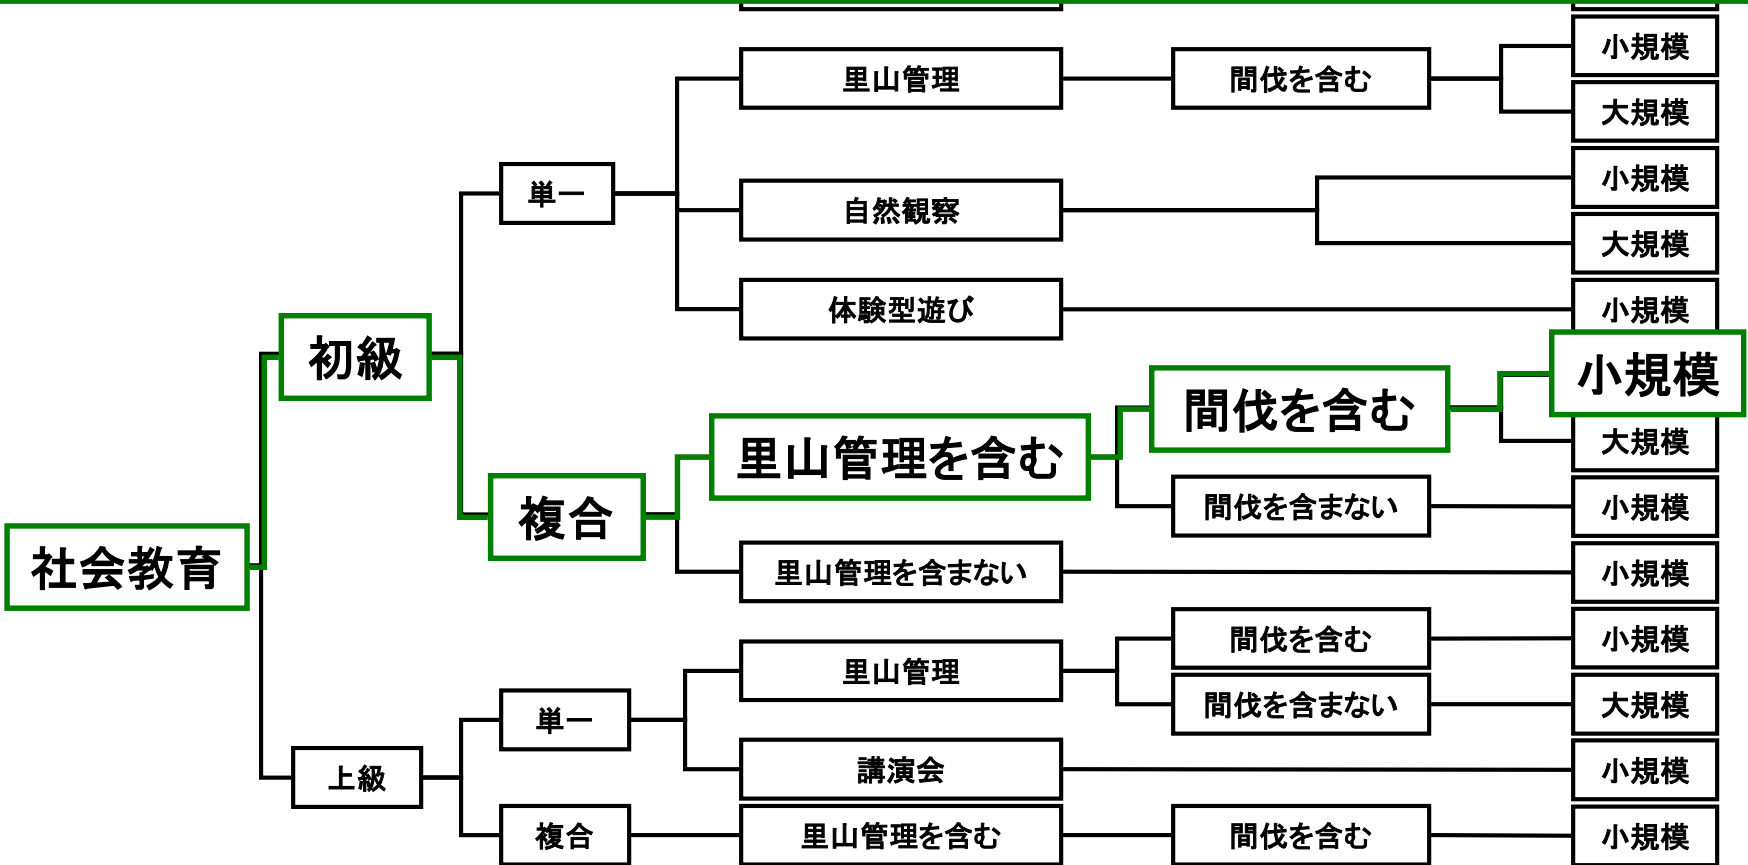 小規模
里山管理
間伐を含む
大規模
小規模
単一
自然観察
大規模
体験型遊び
小規模
初級
小規模
間伐を含む
里山管理を含む
大規模
複合
間伐を含まない
小規模
社会教育
里山管理を含まない
小規模
間伐を含む
小規模
里山管理
間伐を含まない
大規模
単一
上級
講演会
小規模
複合
里山管理を含む
間伐を含む
小規模